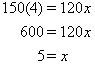 150(4) = 120x
600 = 120x
5 = x